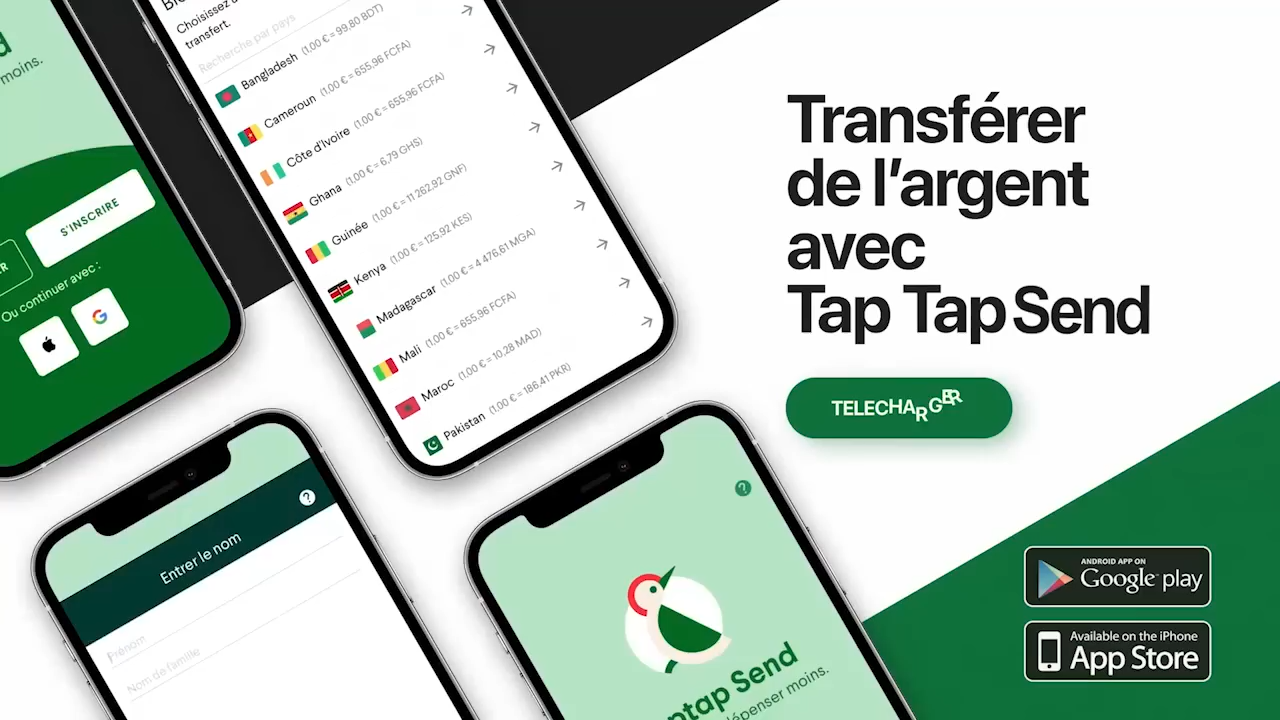 moins.
S'INSCRIRE
Ou continuer avec :
Choisissez
transfert.
Recherche par pays
Bangladesh (1,00 € = 99,80 BDT)
Cameroun (1,00 € = 655,96 FCFA)
Côte d'Ivoire (1,00 € = 655,96 FCFA)
Ghana (1,00 € = 6,79 GHS)
Guinée (1,00 € = 11 262,92 GNF)
Kenya (1,00 € = 125,92 KES)
Madagascar (1,00 € = 4 476,61 MGA)
Mali (1,00 € = 655,96 FCFA)
Maroc (1,00 € = 10,28 MAD)
Pakistan (1,00 € = 186,41 PKR)
Transférer
de l'argent
avec
Tap Tap Send
TELECHARGER
Entrer le nom
?
Prénom
Nom de famille
?
ptap Send
dépenser moins.
ANDROID APP ON
Google play
Available on the iPhone
App Store